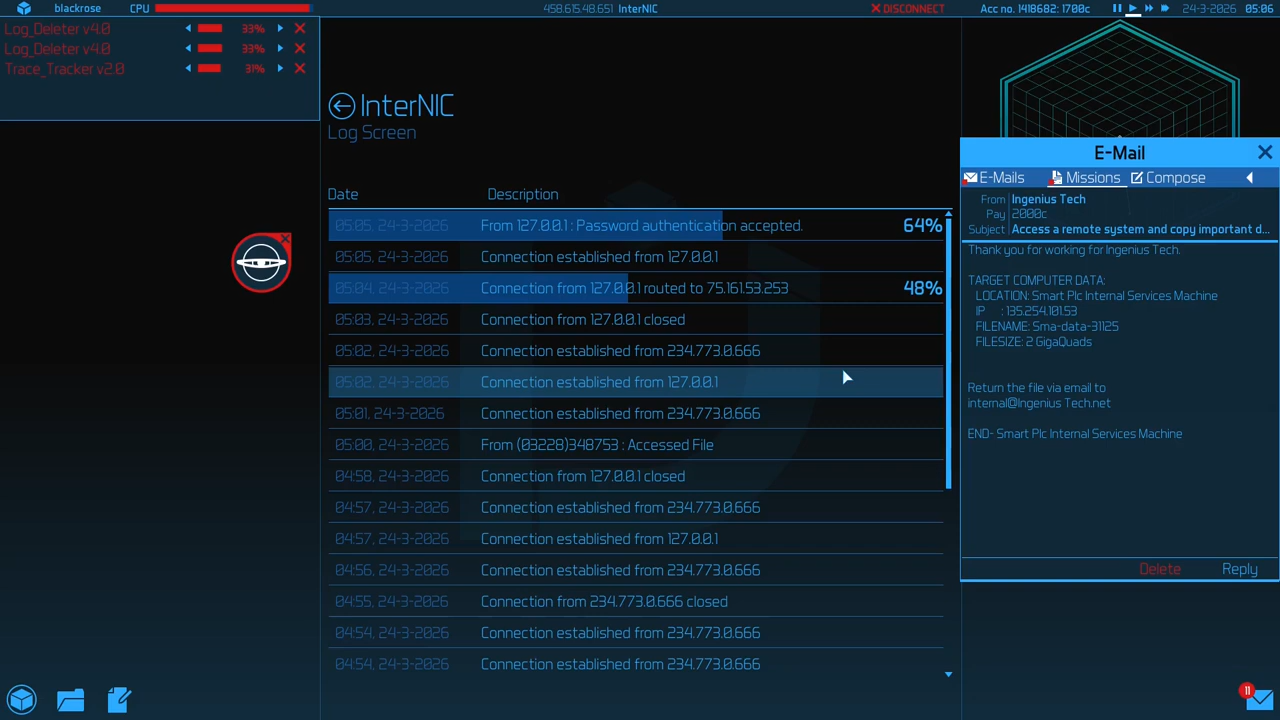 blackrose CPU 458.615.48.651 InterNIC DISCONNECT Acc no. 1418682: 1700c 24-3-2026 05:06
Log_Deleter v4.0 33%
Log_Deleter v4.0 33%
Trace_Tracker v2.0 31%
InterNIC
Log Screen
Date Description
05:05, 24-3-2026 From 127.0.0.1 : Password authentication accepted. 64%
05:05, 24-3-2026 Connection established from 127.0.0.1
05:04, 24-3-2026 Connection from 127.0.0.1 routed to 75.161.53.253 48%
05:03, 24-3-2026 Connection from 127.0.0.1 closed
05:02, 24-3-2026 Connection established from 234.773.0.666
05:02, 24-3-2026 Connection established from 127.0.0.1
05:01, 24-3-2026 Connection established from 234.773.0.666
05:00, 24-3-2026 From (03228)348753 : Accessed File
04:58, 24-3-2026 Connection from 127.0.0.1 closed
04:57, 24-3-2026 Connection established from 234.773.0.666
04:57, 24-3-2026 Connection established from 127.0.0.1
04:56, 24-3-2026 Connection established from 234.773.0.666
04:55, 24-3-2026 Connection from 234.773.0.666 closed
04:54, 24-3-2026 Connection established from 234.773.0.666
04:54, 24-3-2026 Connection established from 234.773.0.666
E-Mail
E-Mails Missions Compose
From Ingenius Tech
Pay 2000c
Subject Access a remote system and copy important d...
Thank you for working for Ingenius Tech.
TARGET COMPUTER DATA:
LOCATION: Smart Plc Internal Services Machine
IP : 135.254.101.53
FILENAME: Sma-data-31125
FILESIZE: 2 GigaQuads
Return the file via email to
internal@Ingenius Tech.net
END- Smart Plc Internal Services Machine
Delete Reply
11